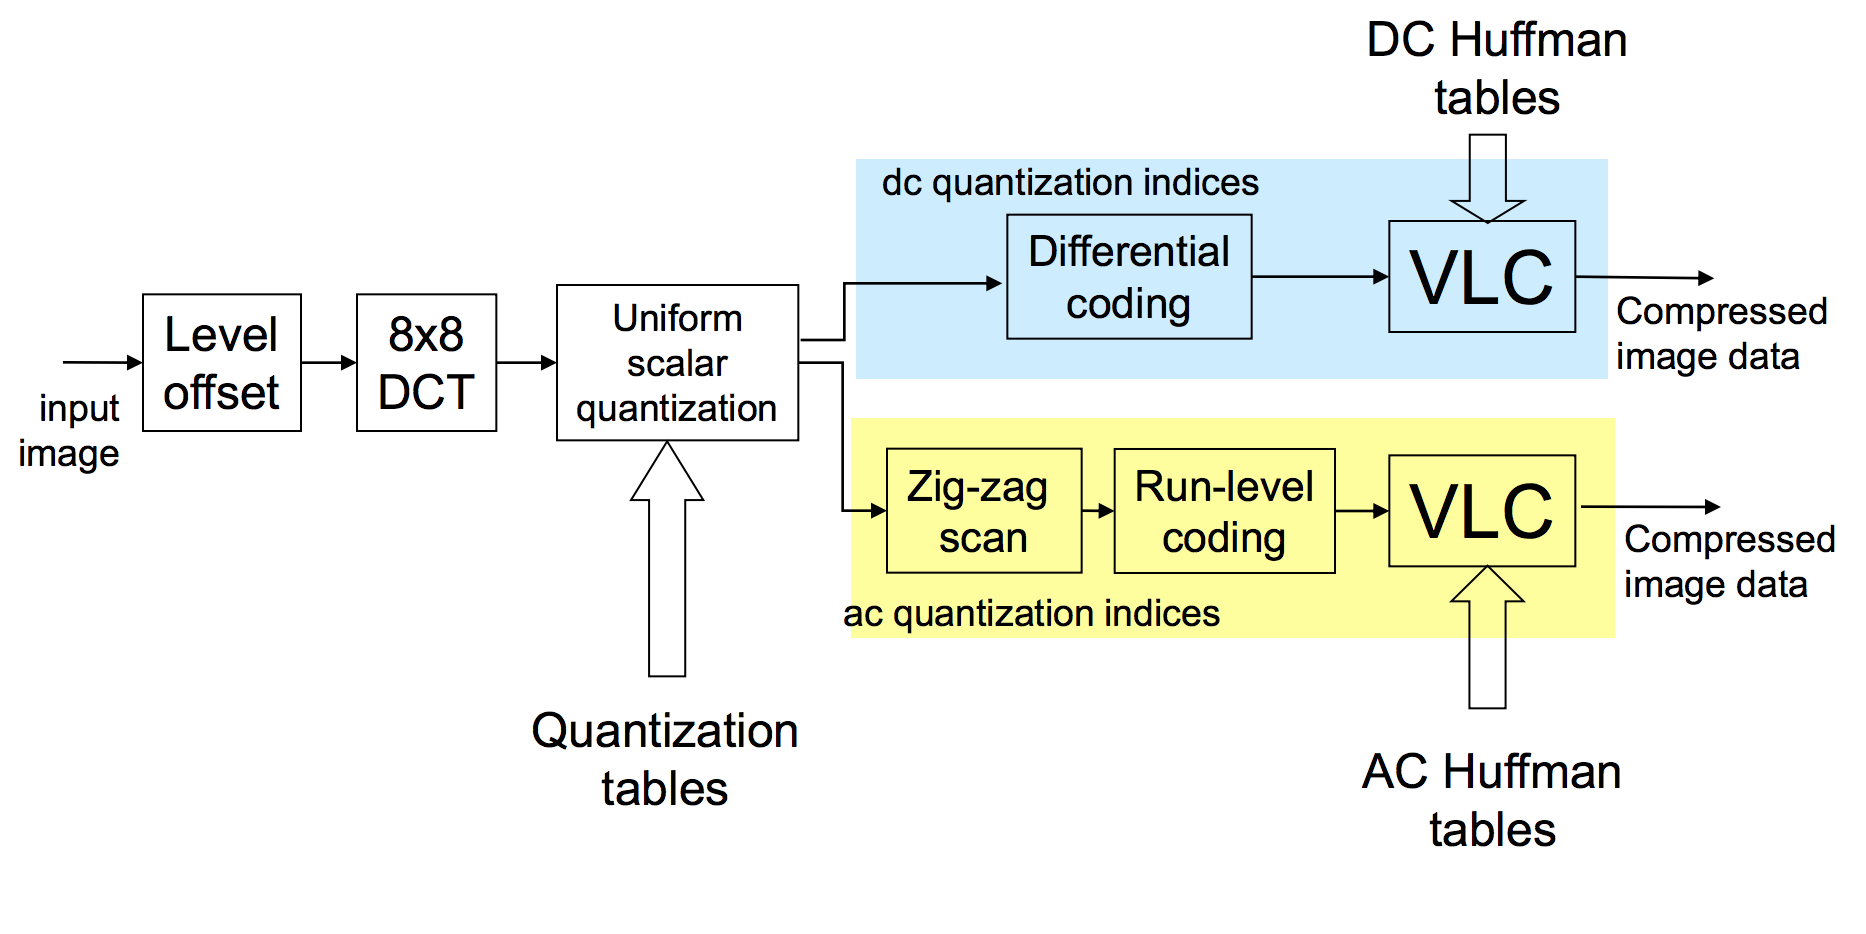 DC Huffman
tables
dc quantization indices
Differential
coding
VLC
Compressed
image data
input
image
Level
offset
8x8
DCT
Uniform
scalar
quantization
Zig-zag
scan
Run-level
coding
VLC
Compressed
image data
ac quantization indices
Quantization
tables
AC Huffman
tables